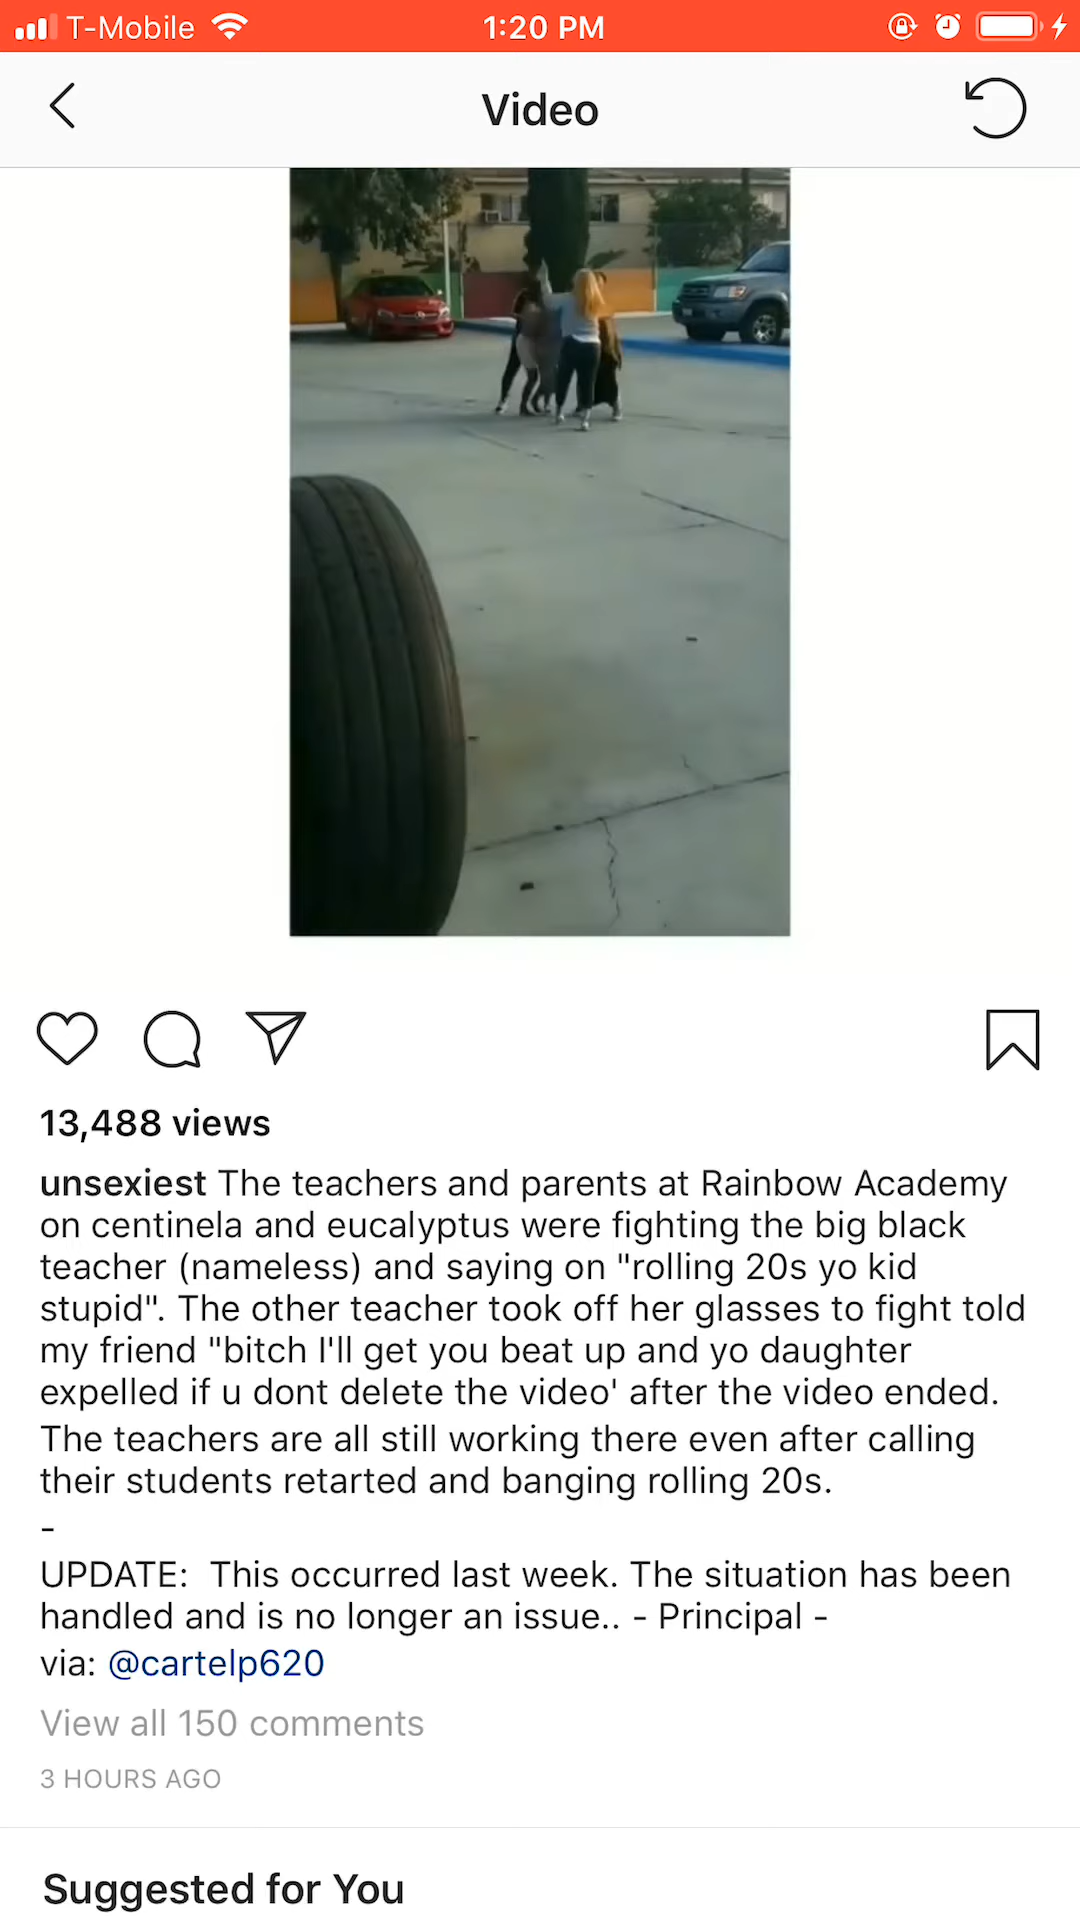 T-Mobile 1:20 PM
Video
13,488 views
unsexiest The teachers and parents at Rainbow Academy
on centinela and eucalyptus were fighting the big black
teacher (nameless) and saying on "rolling 20s yo kid
stupid". The other teacher took off her glasses to fight told
my friend "bitch I'll get you beat up and yo daughter
expelled if u dont delete the video' after the video ended.
The teachers are all still working there even after calling
their students retarted and banging rolling 20s.
-
UPDATE:  This occurred last week. The situation has been
handled and is no longer an issue.. - Principal -
via: @cartelp620
View all 150 comments
3 HOURS AGO
Suggested for You